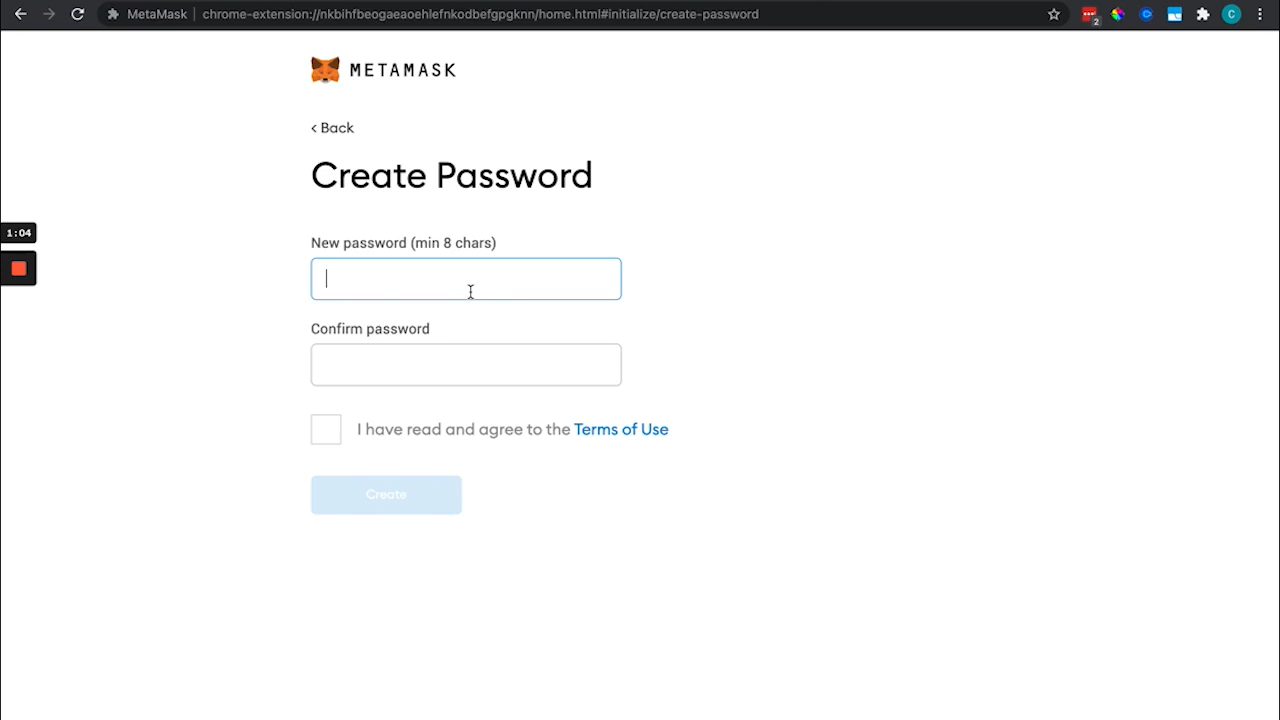 MetaMask | chrome-extension://nkbihfbeogaeaoehlefnkodbefgpgknn/home.html#initialize/create-password
2
C
METAMASK
< Back
Create Password
1:04
New password (min 8 chars)
Confirm password
I have read and agree to the Terms of Use
Create